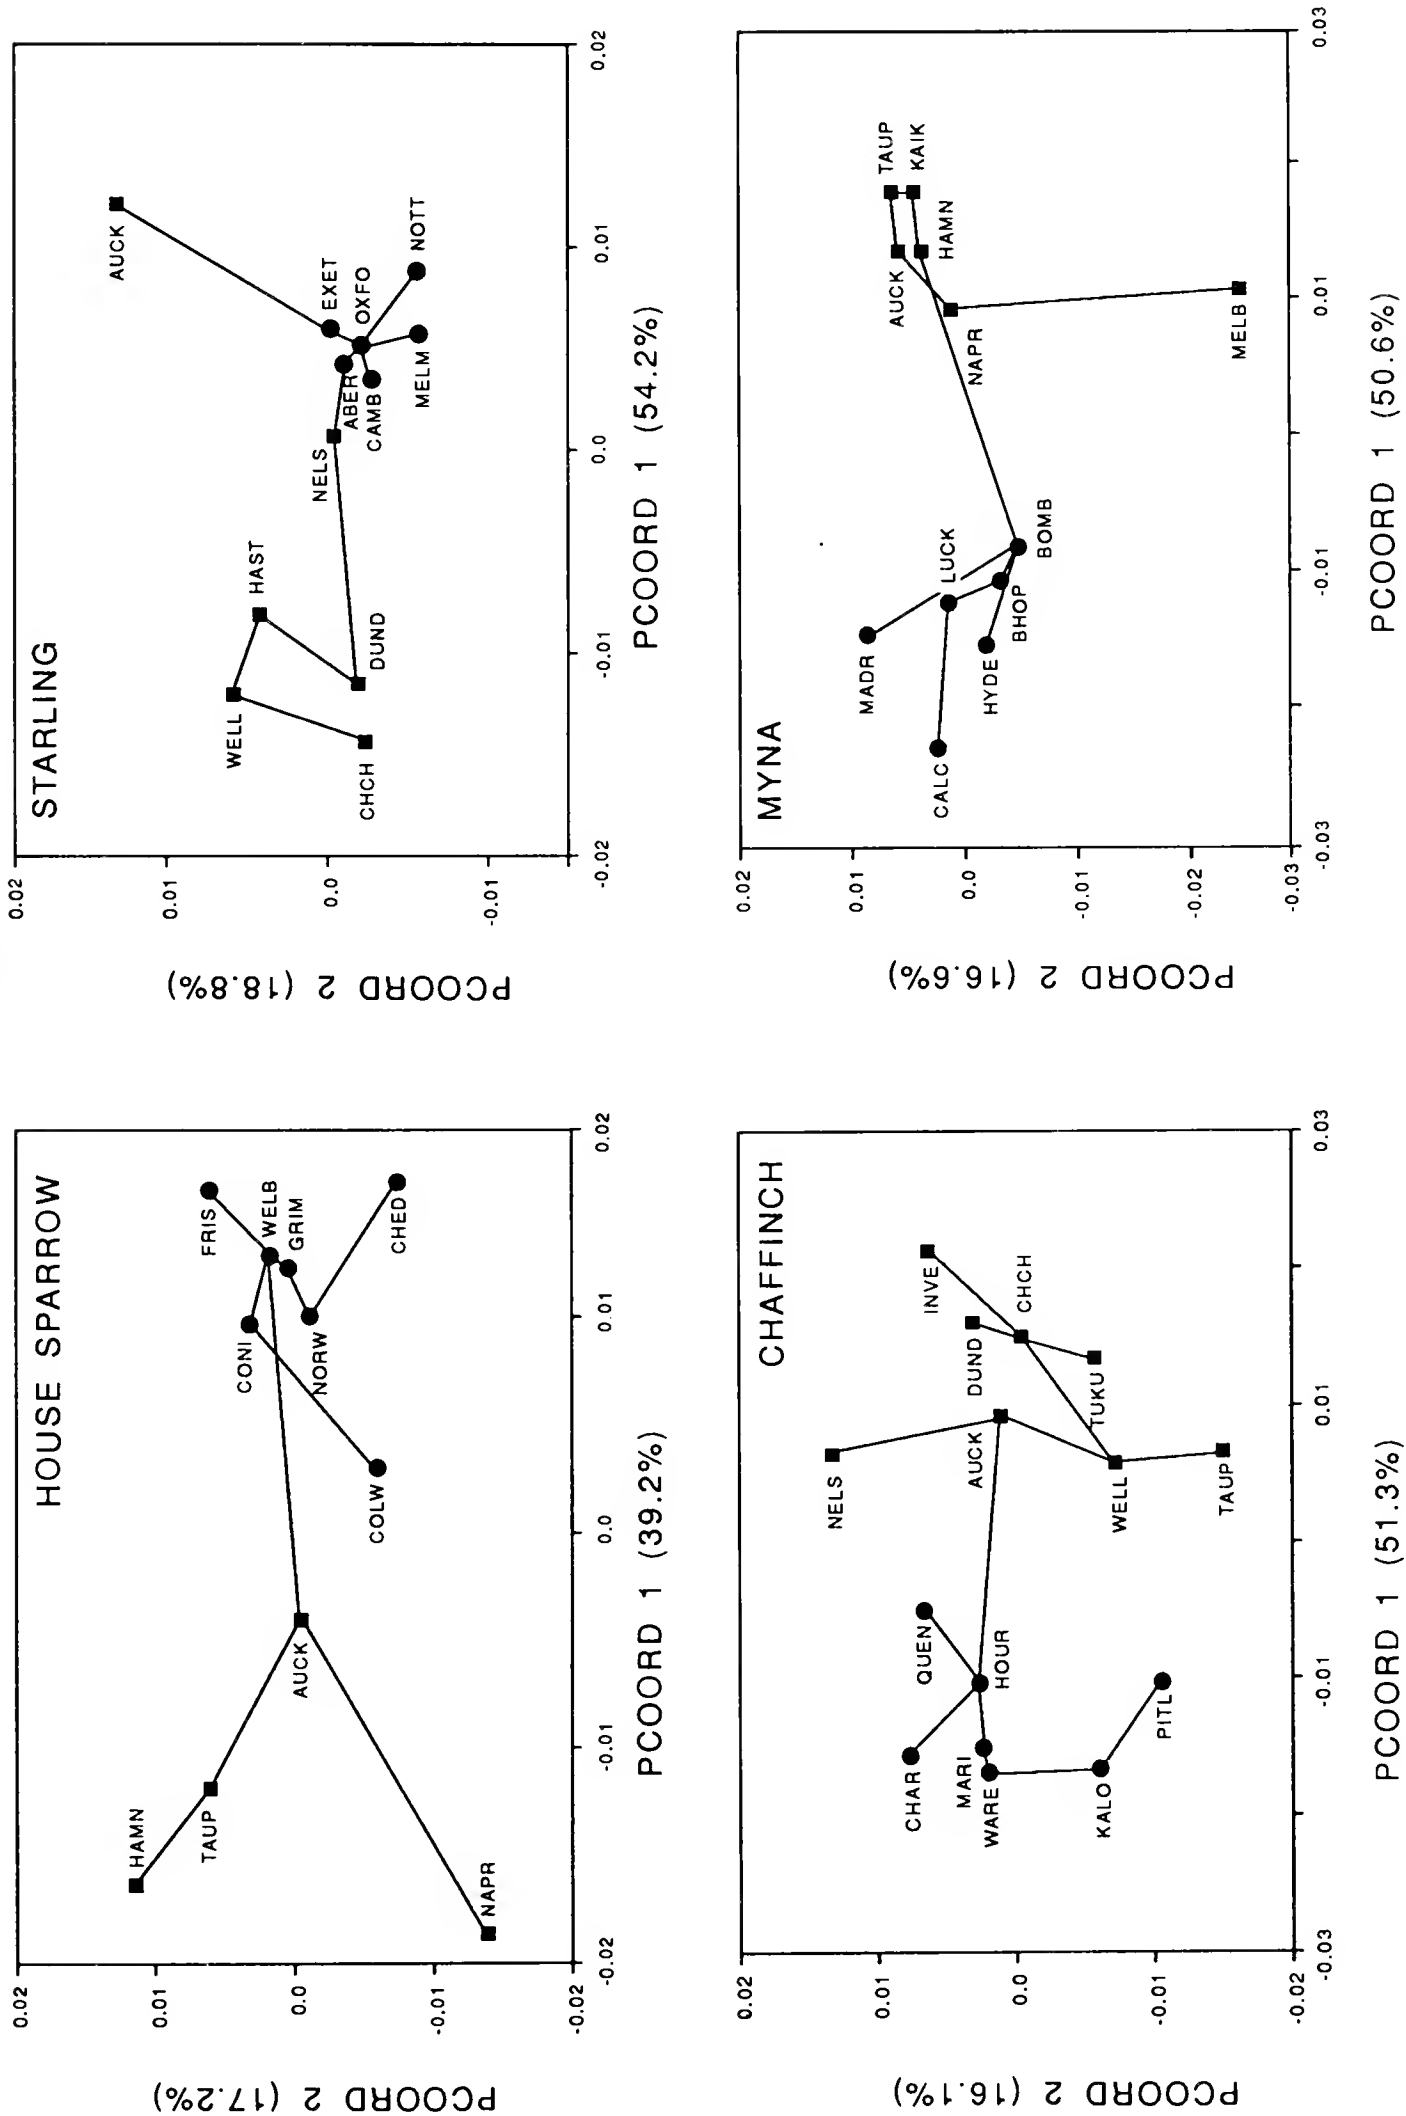 HOUSE SPARROW
0.02
0.01
0.0
-0.01
-0.02
PCOORD 2 (17.2%)
HAMN
TAUP
AUCK
NAPR
COLW
CONI
FRIS
WELB
GRIM
NORW
CHED
-0.02
-0.01
0.0
0.01
0.02
PCOORD 1 (39.2%)
STARLING
0.02
0.01
0.0
-0.01
PCOORD 2 (18.8%)
WELL
CHCH
HAST
DUND
NELS
ABER
CAMB
EXET
OXFO
MELM
NOTT
AUCK
-0.02
-0.01
0.0
0.01
0.02
PCOORD 1 (54.2%)
CHAFFINCH
0.02
0.01
0.0
-0.01
-0.02
PCOORD 2 (16.1%)
CHAR
MARI
WARE
KALO
PITL
QUEN
HOUR
NELS
AUCK
WELL
TAUP
DUND
TUKU
INVE
CHCH
-0.03
-0.01
0.01
0.03
PCOORD 1 (51.3%)
MYNA
0.02
0.01
0.0
-0.01
-0.02
-0.03
PCOORD 2 (16.6%)
CALC
MADR
HYDE
BHOP
LUCK
BOMB
AUCK
NAPR
MELB
TAUP
KAIK
HAMN
-0.03
-0.01
0.01
0.03
PCOORD 1 (50.6%)